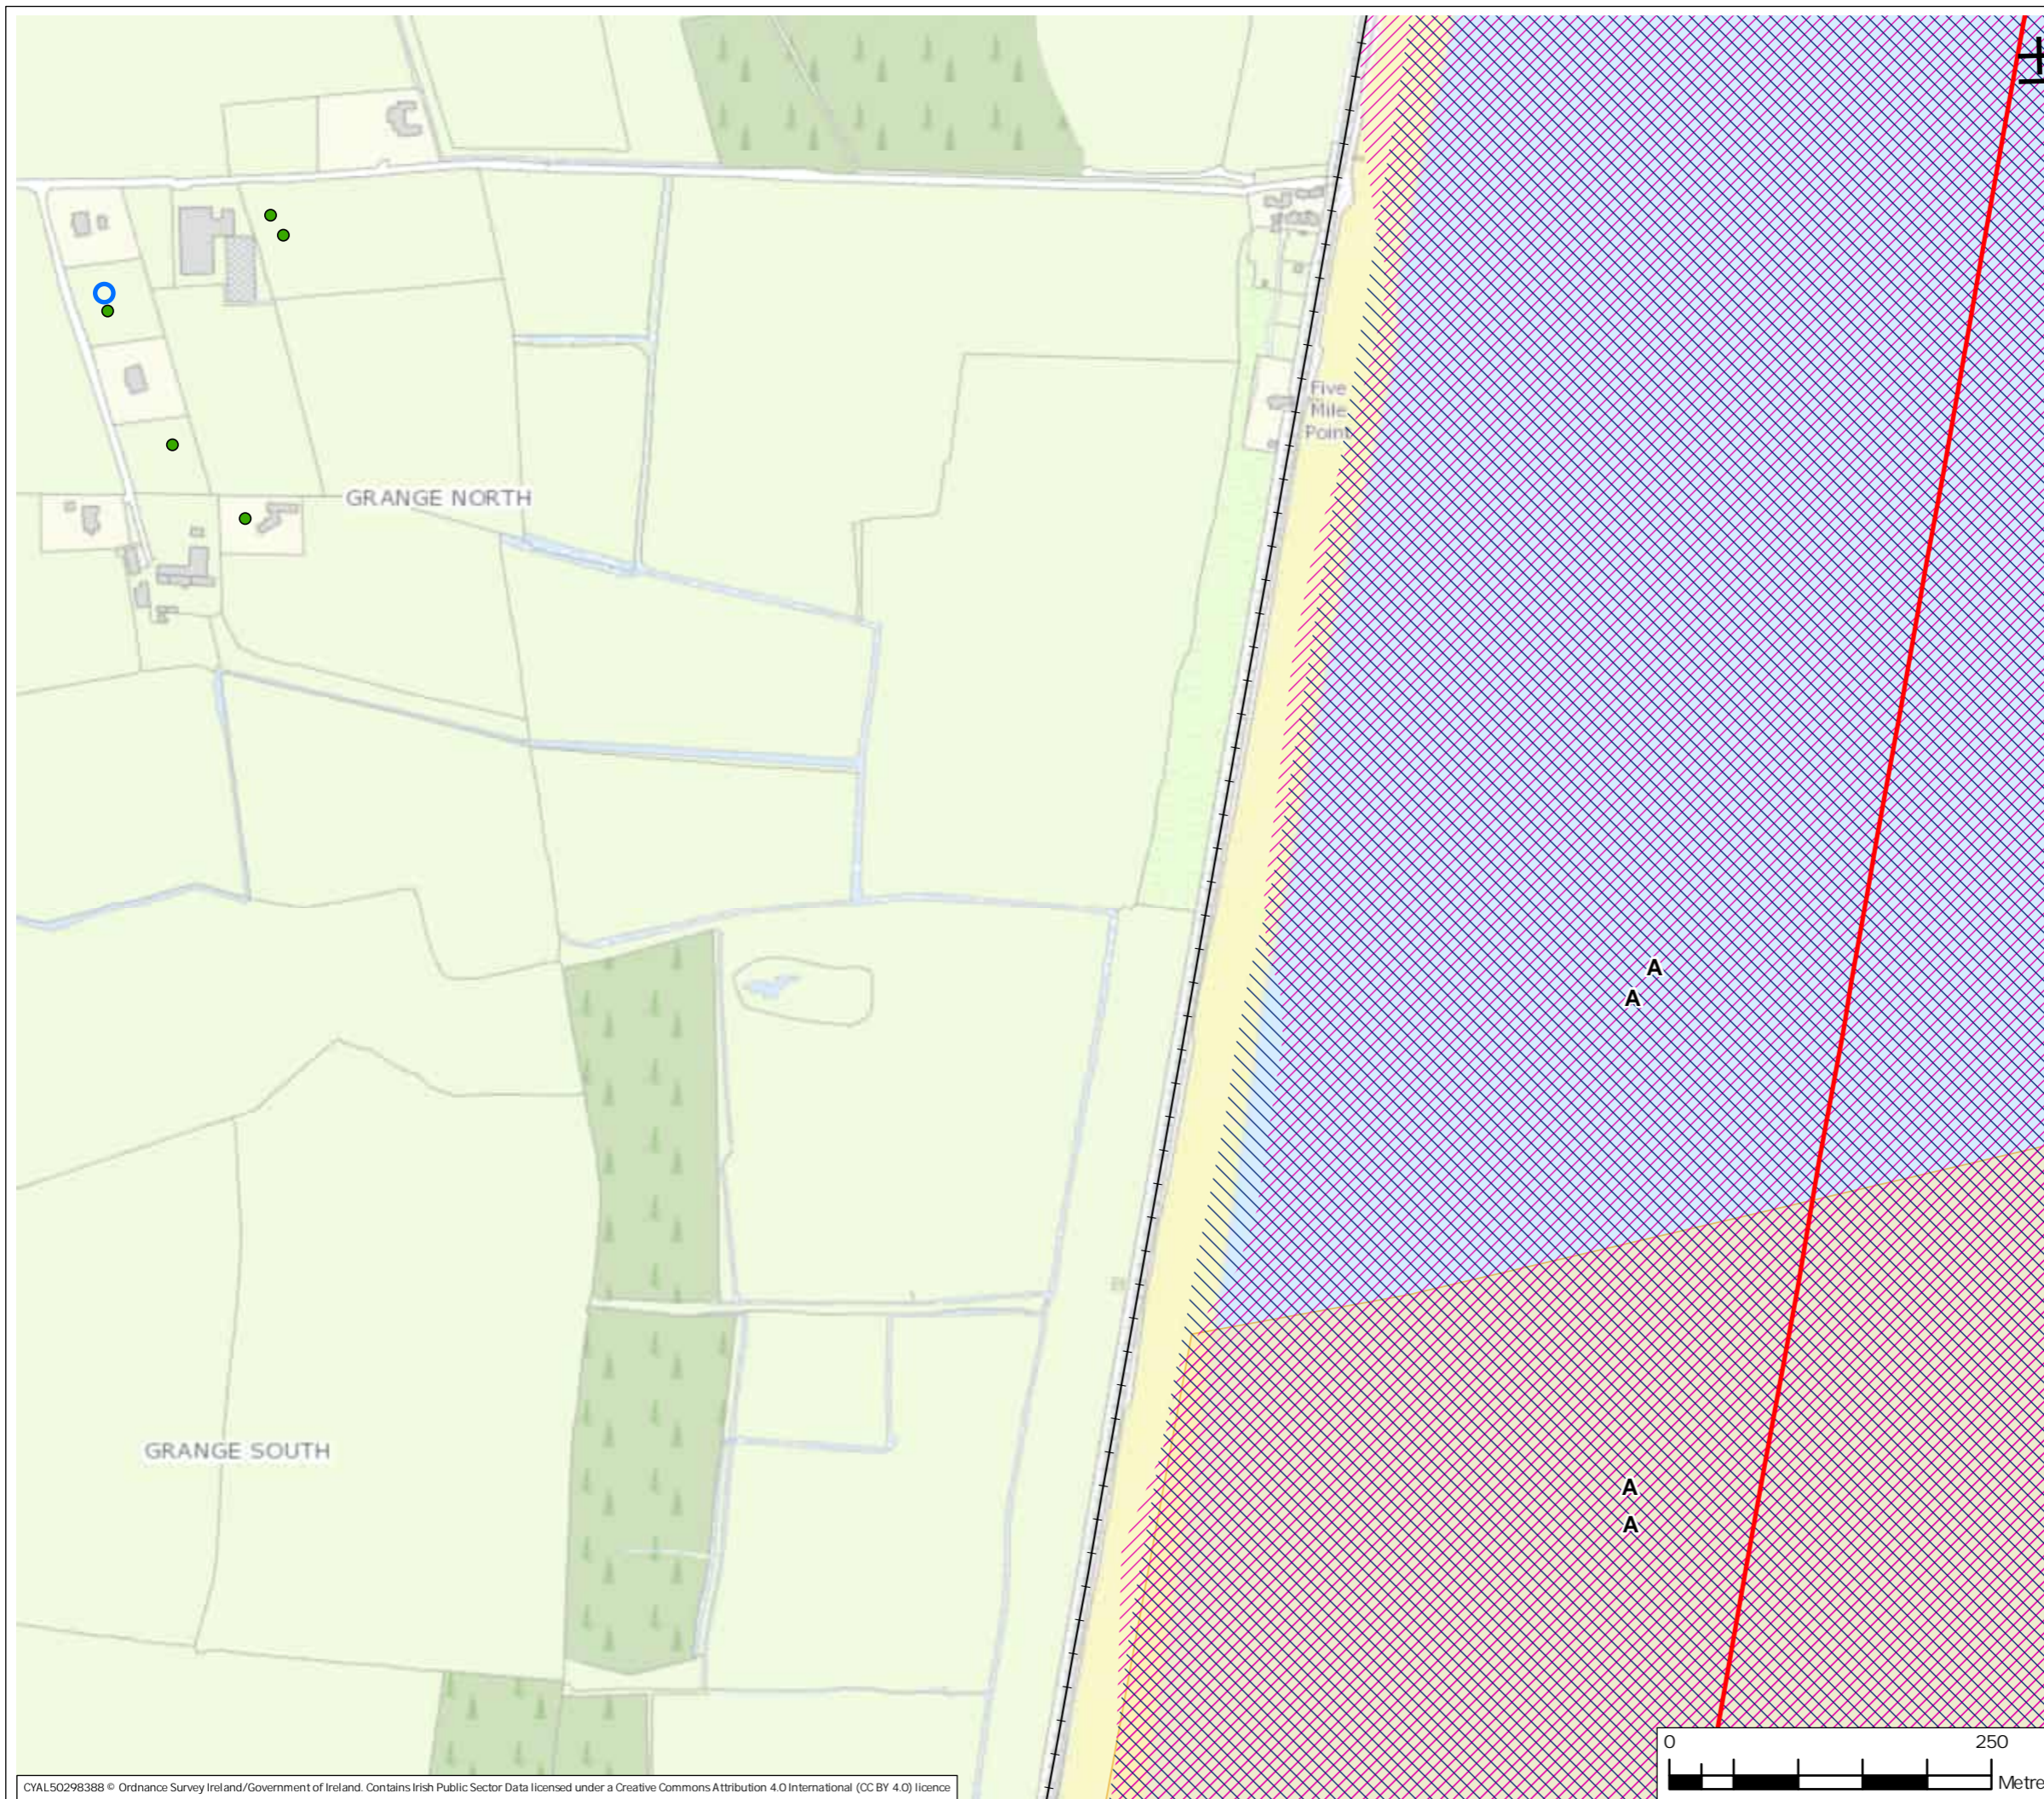 Five
Mile
Point
GRANGE NORTH
A
A
GRANGE SOUTH
A
A
0 250
Metre
CYAL50298388 © Ordnance Survey Ireland/Government of Ireland. Contains Irish Public Sector Data licensed under a Creative Commons Attribution 4.0 International (CC BY 4.0) licence